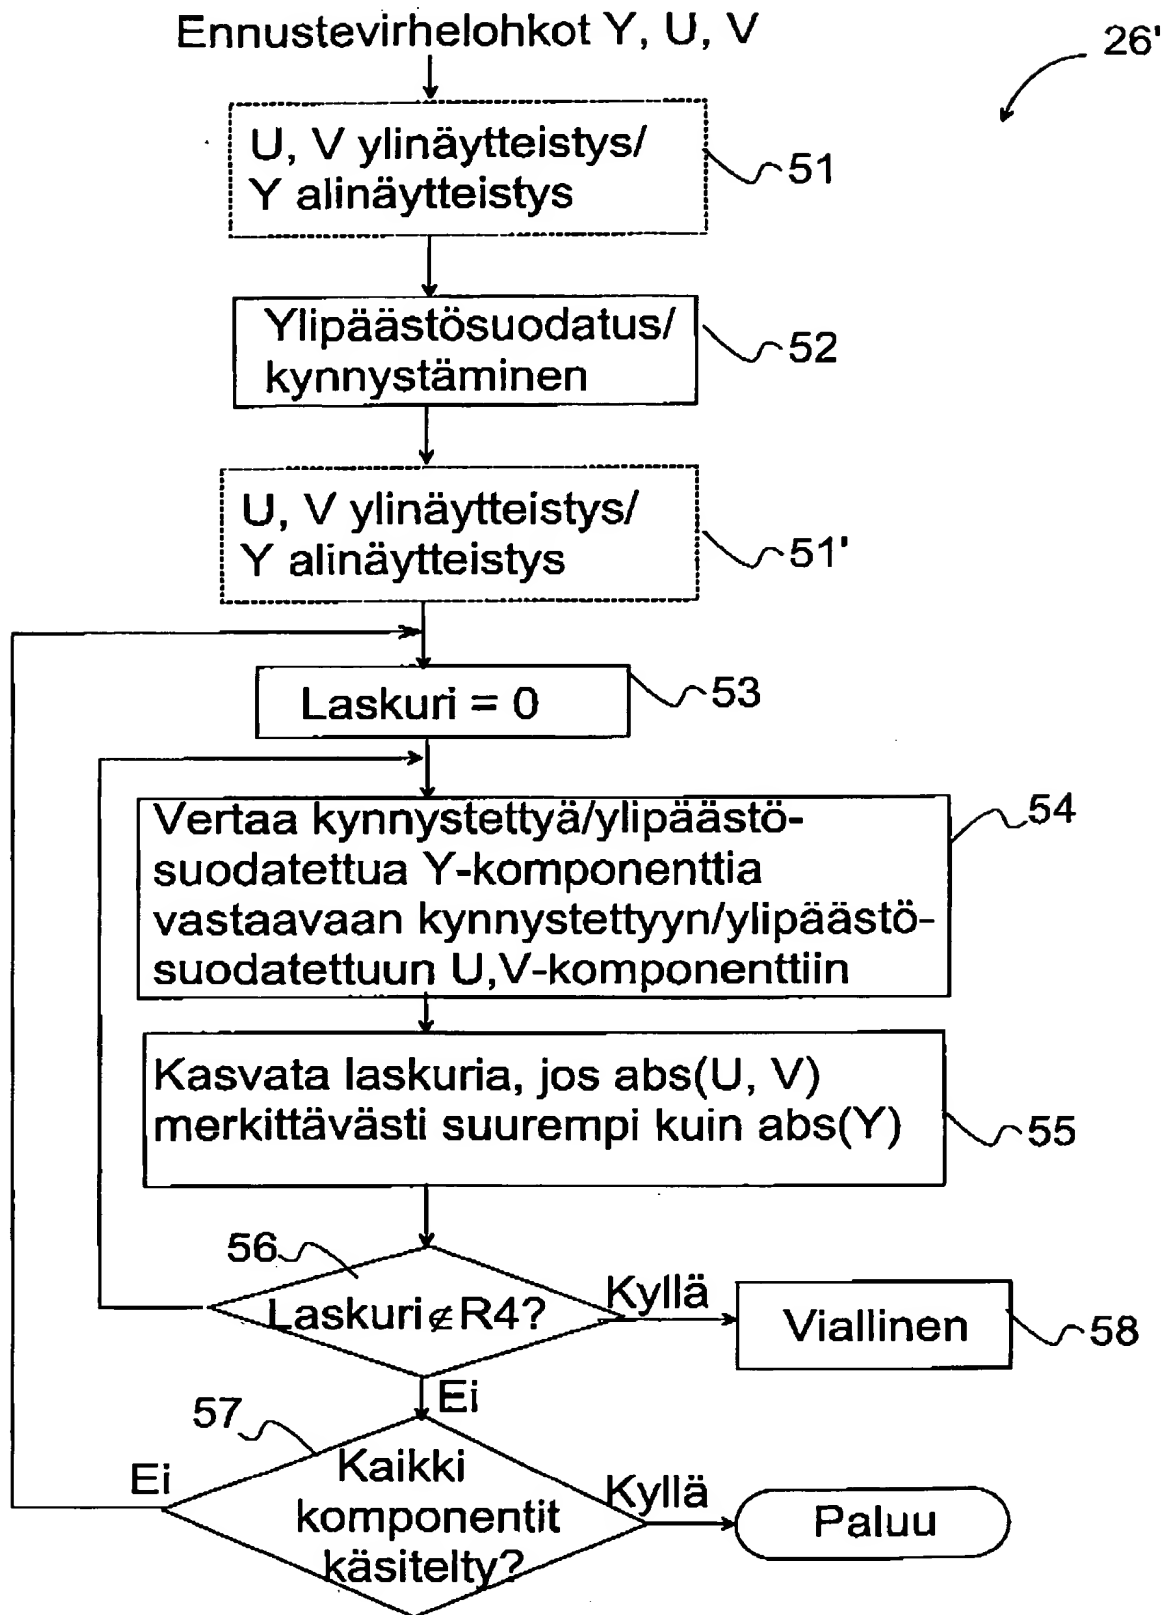 Ennustevirhelohkot Y, U, V
26'
U, V ylinäytteistys/
Y alinäytteistys
51
Ylipäästösuodatus/
kynnystäminen
52
U, V ylinäytteistys/
Y alinäytteistys
51'
Laskuri = 0
53
Vertaa kynnystettyä/ylipäästö-
suodatettua Y-komponenttia
vastaavaan kynnystettyyn/ylipäästö-
suodatettuun U,V-komponenttiin
54
Kasvata laskuria, jos abs(U, V)
merkittävästi suurempi kuin abs(Y)
55
56
Laskuri∉R4?
Kyllä
Viallinen
58
Ei
57
Ei
Kaikki
komponentit
käsitelty?
Kyllä
Paluu